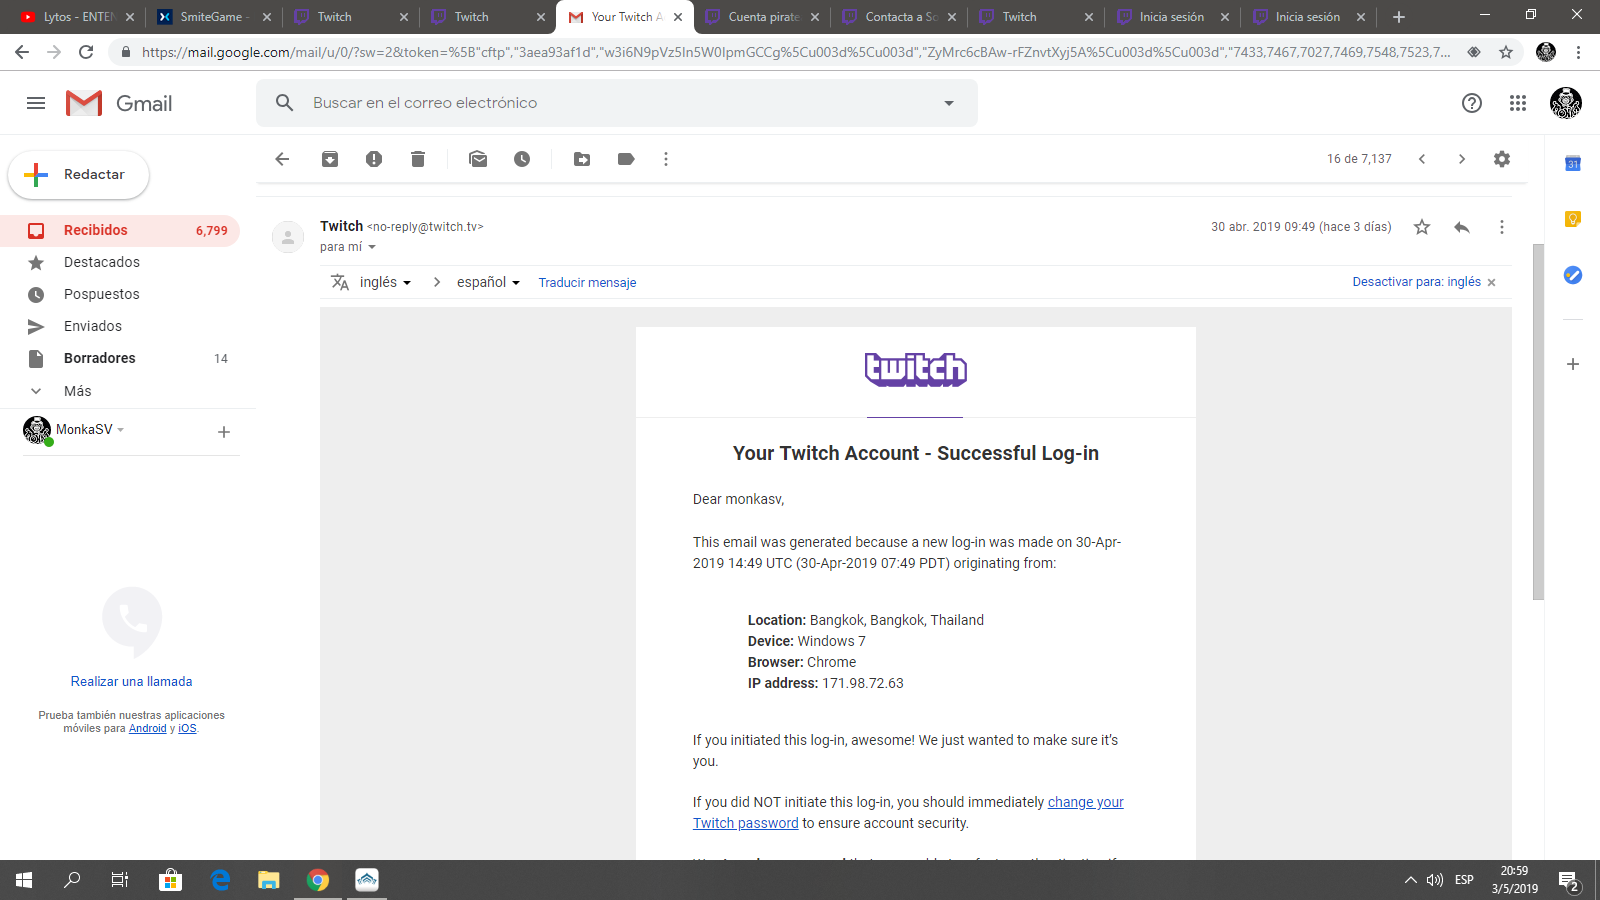 Lytos - ENTEN
SmiteGame -
Twitch
Twitch
Your Twitch A
Cuenta pirate
Contacta a So
Twitch
Inicia sesión
Inicia sesión
https://mail.google.com/mail/u/0/?sw=2&token=%5B"cftp","3aea93af1d","w3i6N9pVz5In5W0IpmGCCg%5Cu003d%5Cu003d","ZyMrc6cBAw-rFZnvtXyj5A%5Cu003d%5Cu003d","7433,7467,7027,7469,7548,7523,7...
Gmail
Buscar en el correo electrónico
Redactar
16 de 7,137
31
Recibidos 6,799
Destacados
Pospuestos
Enviados
Borradores 14
Más
MonkaSV
Realizar una llamada
Prueba también nuestras aplicaciones
móviles para Android y iOS.
Twitch <no-reply@twitch.tv>
30 abr. 2019 09:49 (hace 3 días)
para mí
inglés > español Traducir mensaje
Desactivar para: inglés
twitch
Your Twitch Account - Successful Log-in
Dear monkasv,
This email was generated because a new log-in was made on 30-Apr-
2019 14:49 UTC (30-Apr-2019 07:49 PDT) originating from:
Location: Bangkok, Bangkok, Thailand
Device: Windows 7
Browser: Chrome
IP address: 171.98.72.63
If you initiated this log-in, awesome! We just wanted to make sure it's
you.
If you did NOT initiate this log-in, you should immediately change your
Twitch password to ensure account security.
ESP
20:59
3/5/2019
2